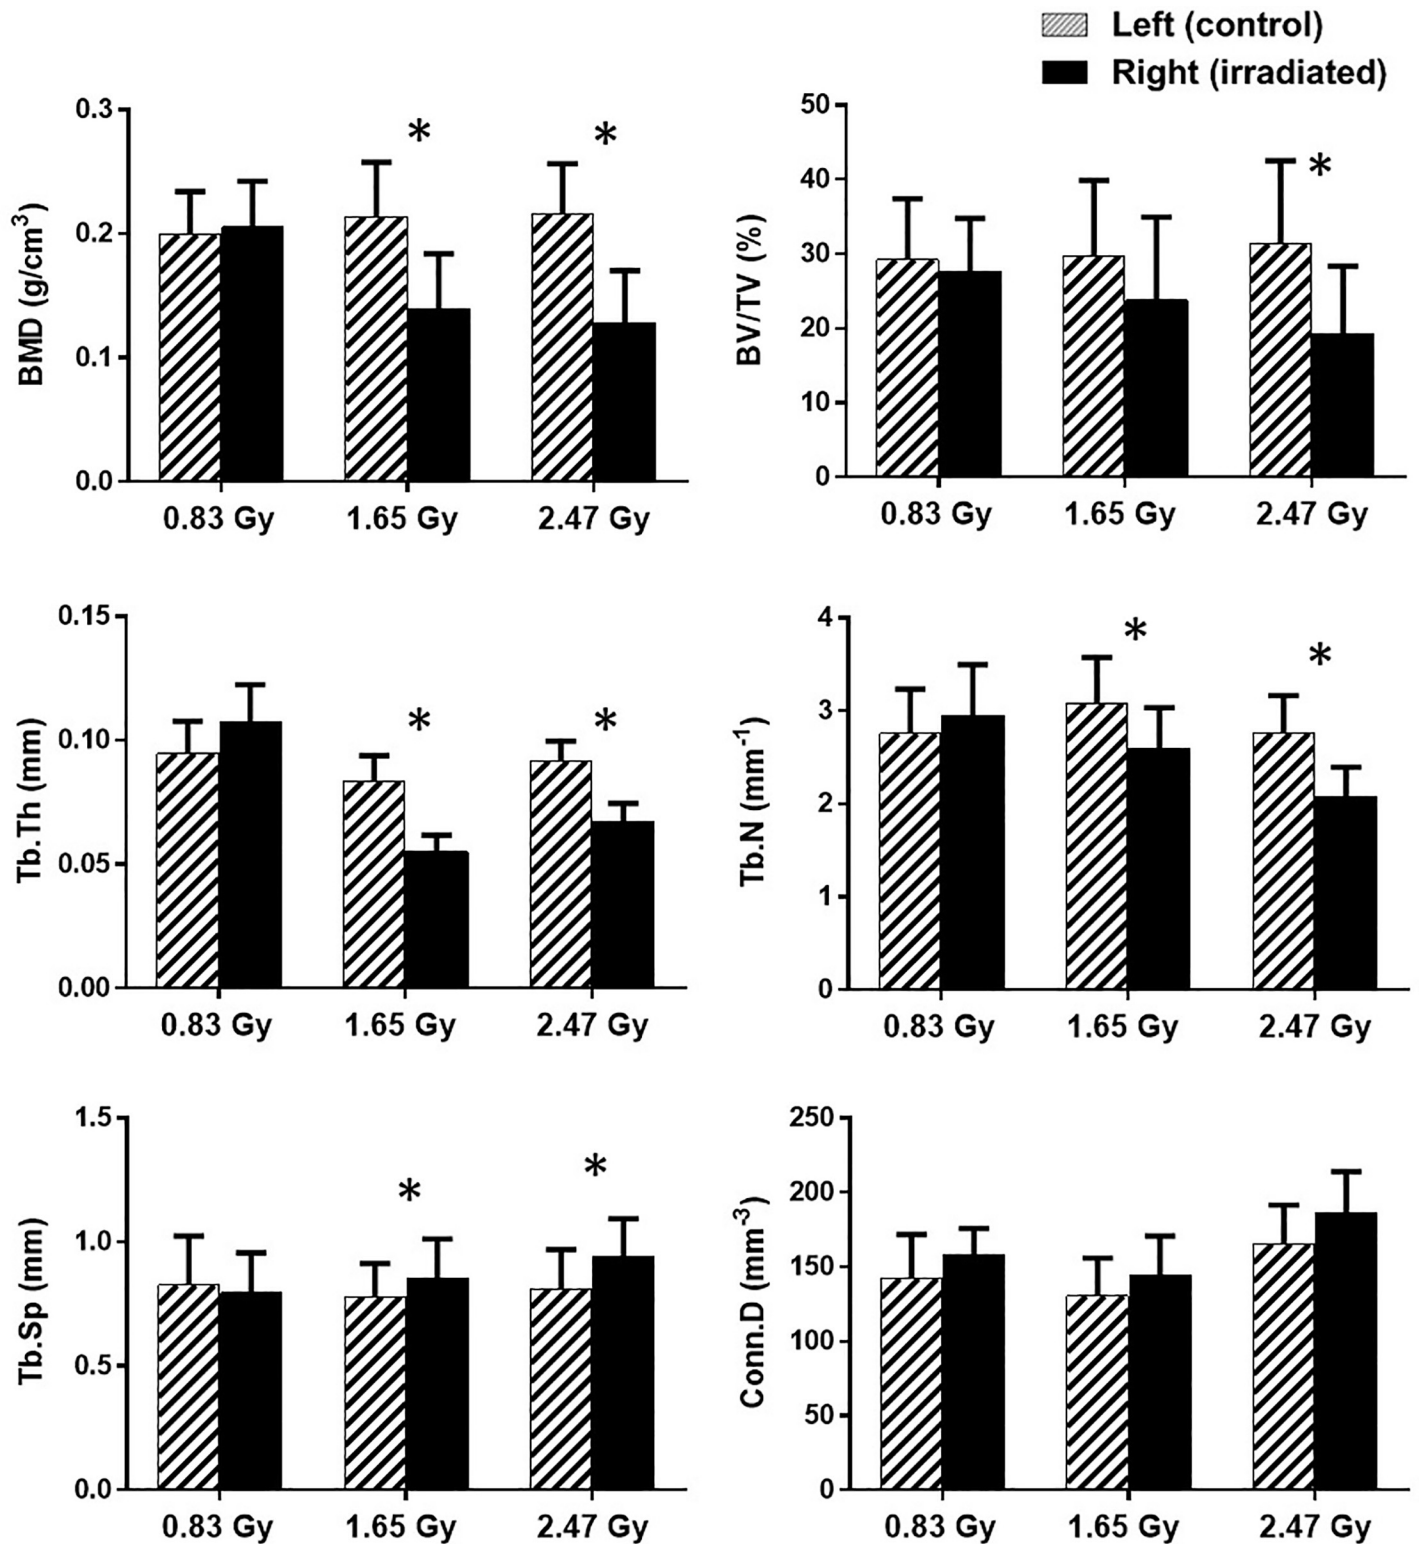 Left (control)
Right (irradiated)
BMD (g/cm³)
0.3
0.2
0.1
0.0
*
*
0.83 Gy
1.65 Gy
2.47 Gy
BV/TV (%)
50
40
30
20
10
0
*
0.83 Gy
1.65 Gy
2.47 Gy
Tb.Th (mm)
0.15
0.10
0.05
0.00
*
*
0.83 Gy
1.65 Gy
2.47 Gy
Tb.N (mm⁻¹)
4
3
2
1
0
*
*
0.83 Gy
1.65 Gy
2.47 Gy
Tb.Sp (mm)
1.5
1.0
0.5
0.0
*
*
0.83 Gy
1.65 Gy
2.47 Gy
Conn.D (mm⁻³)
250
200
150
100
50
0
0.83 Gy
1.65 Gy
2.47 Gy